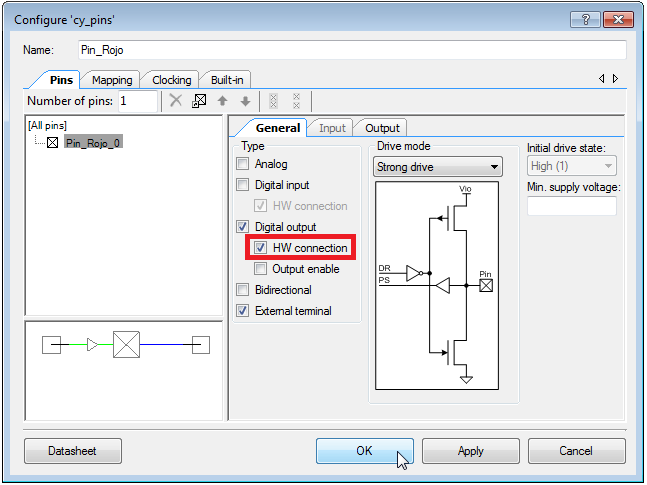 Configure 'cy_pins'
Name: Pin_Rojo
Pins Mapping Clocking Built-in
Number of pins: 1
[All pins]
Pin_Rojo_0
General Input Output
Type
Analog
Digital input
HW connection
Digital output
HW connection
Output enable
Bidirectional
External terminal
Drive mode
Strong drive
Vio
DR
PS
Pin
Initial drive state:
High (1)
Min. supply voltage:
Datasheet OK Apply Cancel